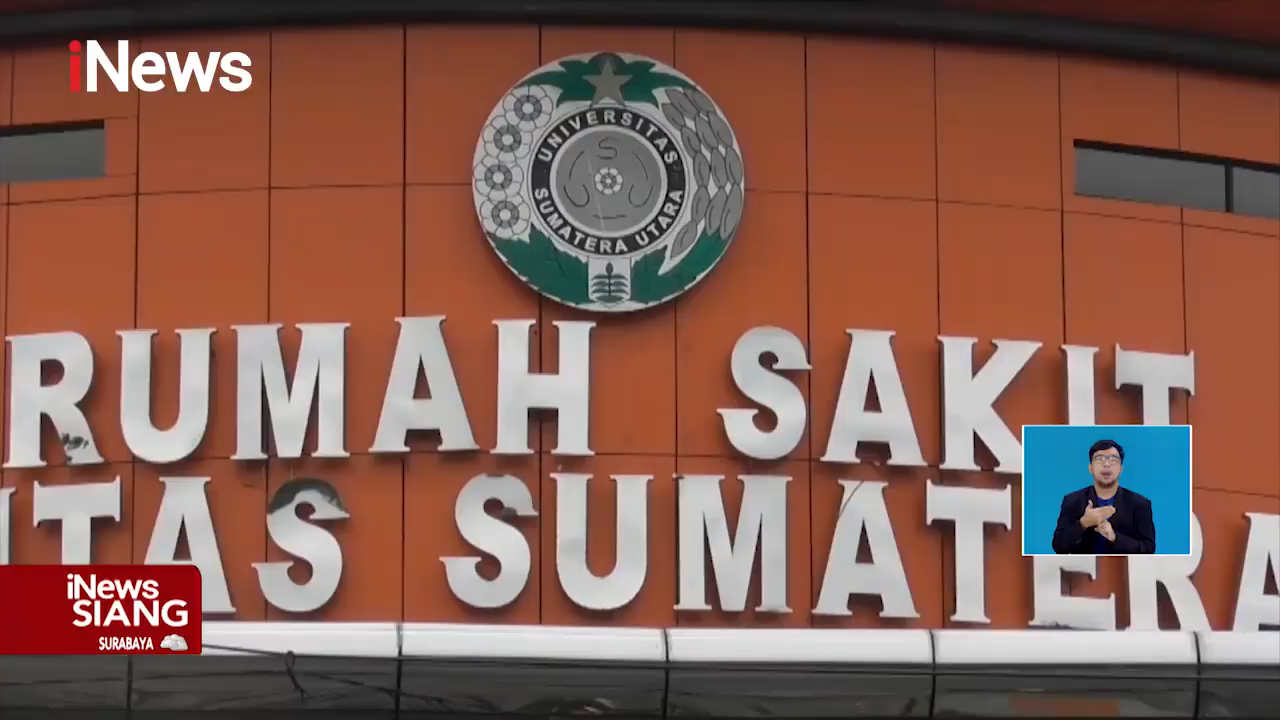 iNews
UNIVERSITAS
SUMATERA UTARA
RUMAH SAKIT
ITAS SUMATERA
iNews
SIANG
SURABAYA